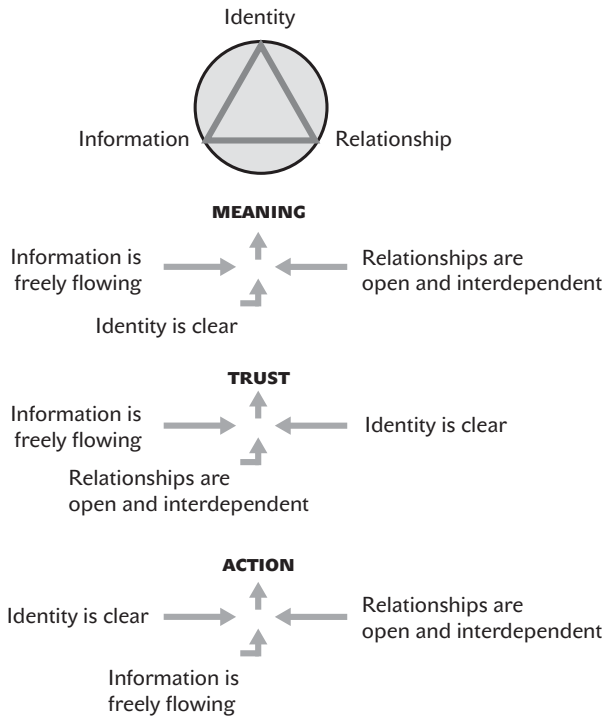 Identity
Information
Relationship
MEANING
Information is
freely flowing
Relationships are
open and interdependent
Identity is clear
TRUST
Information is
freely flowing
Identity is clear
Relationships are
open and interdependent
ACTION
Identity is clear
Relationships are
open and interdependent
Information is
freely flowing